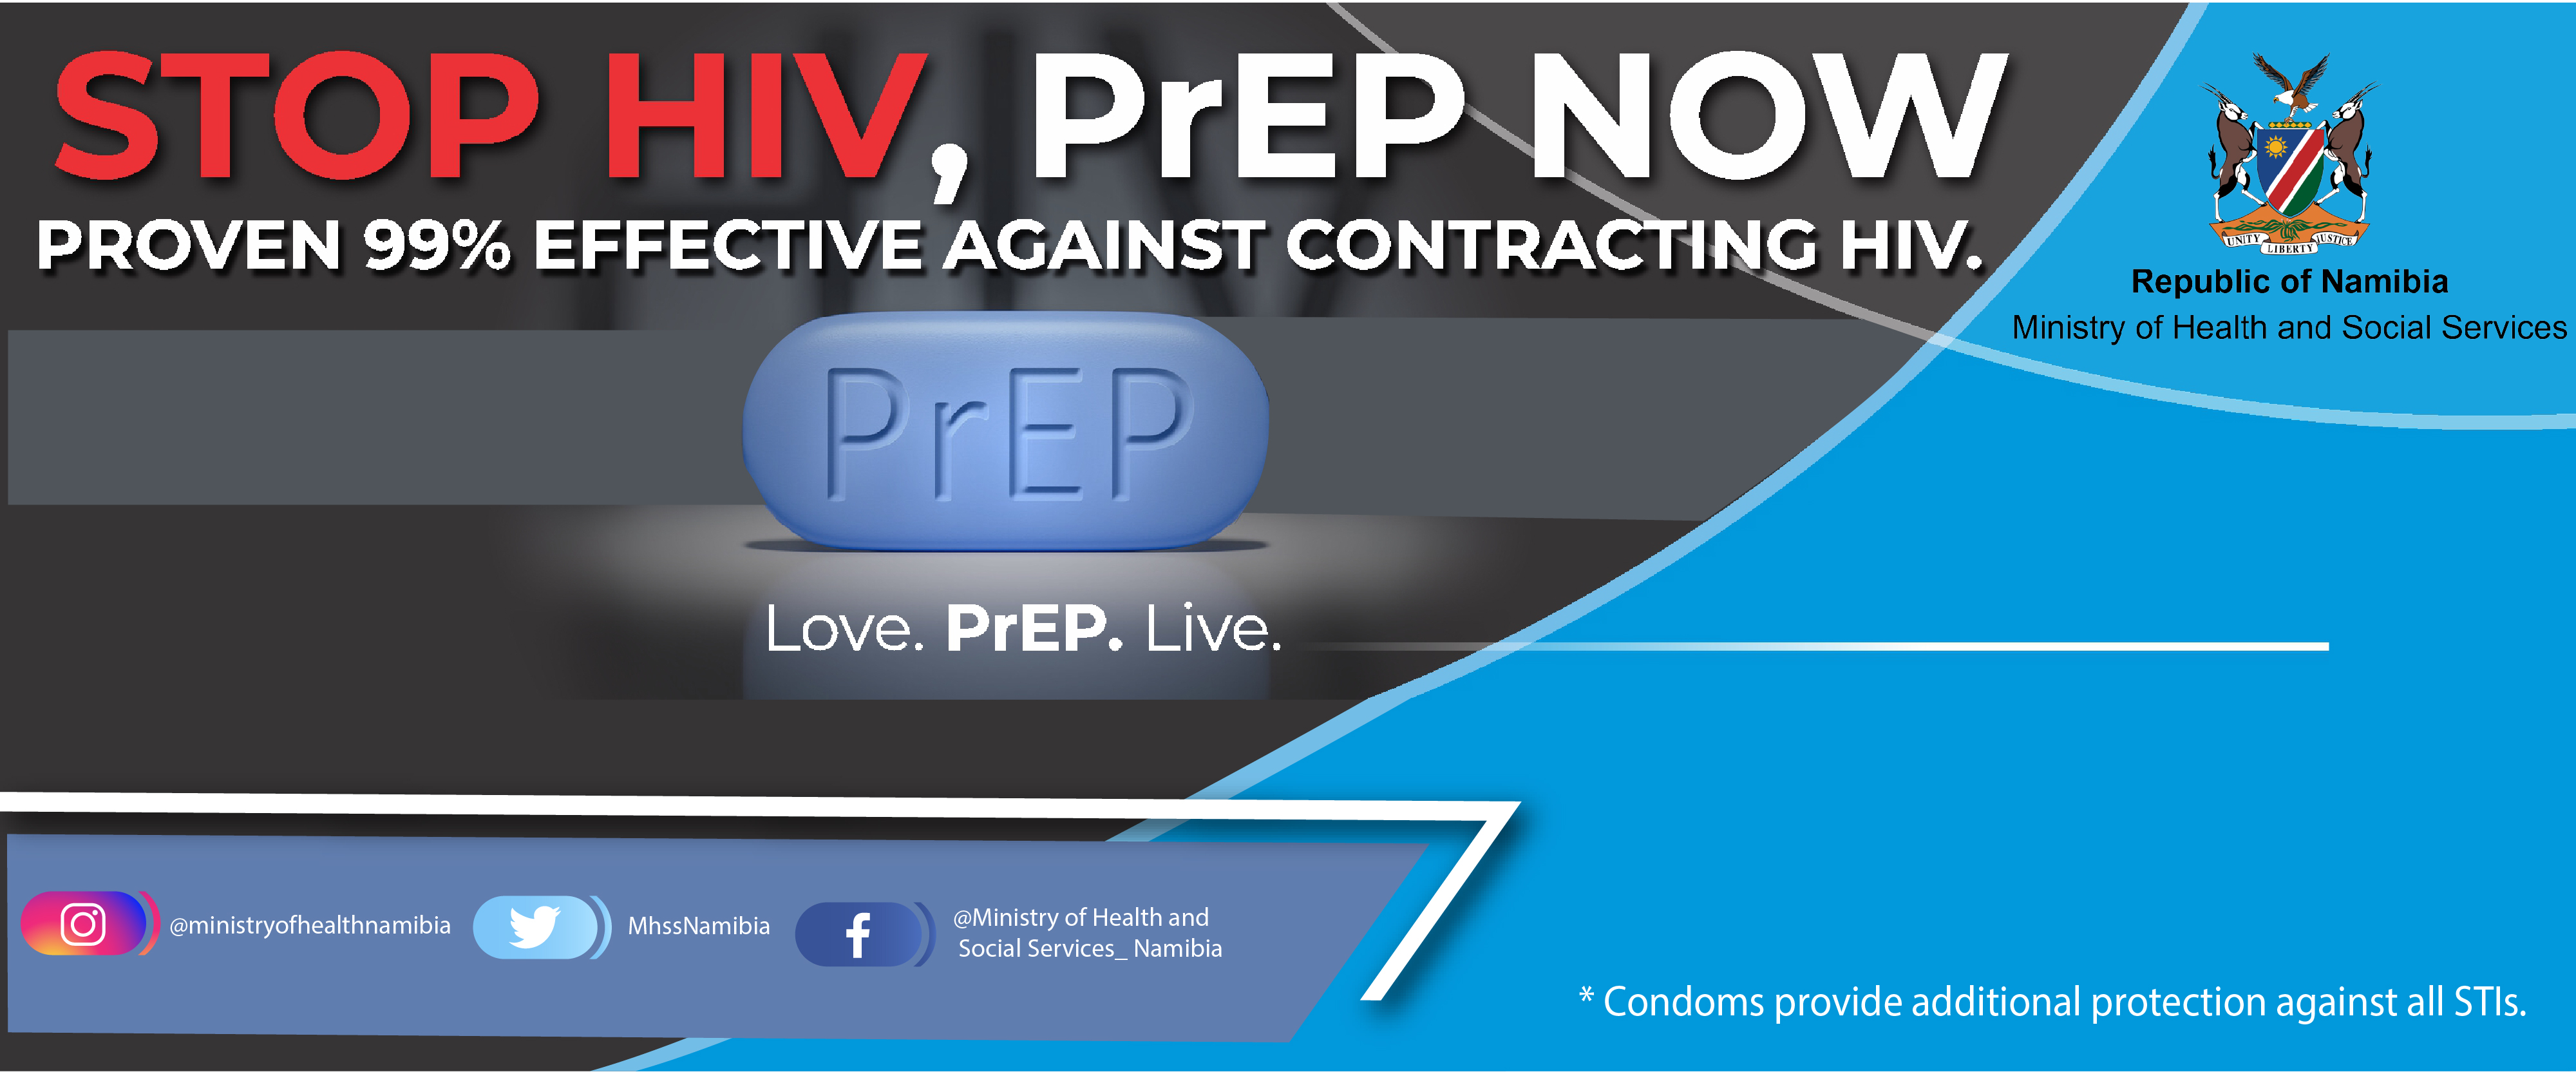 STOP HIV, PrEP NOW
PROVEN 99% EFFECTIVE AGAINST CONTRACTING HIV.
UNITY LIBERTY JUSTICE
Republic of Namibia
Ministry of Health and Social Services
PrEP
Love. PrEP. Live.
@ministryofhealthnamibia
MhssNamibia
@Ministry of Health and
Social Services_ Namibia
* Condoms provide additional protection against all STIs.